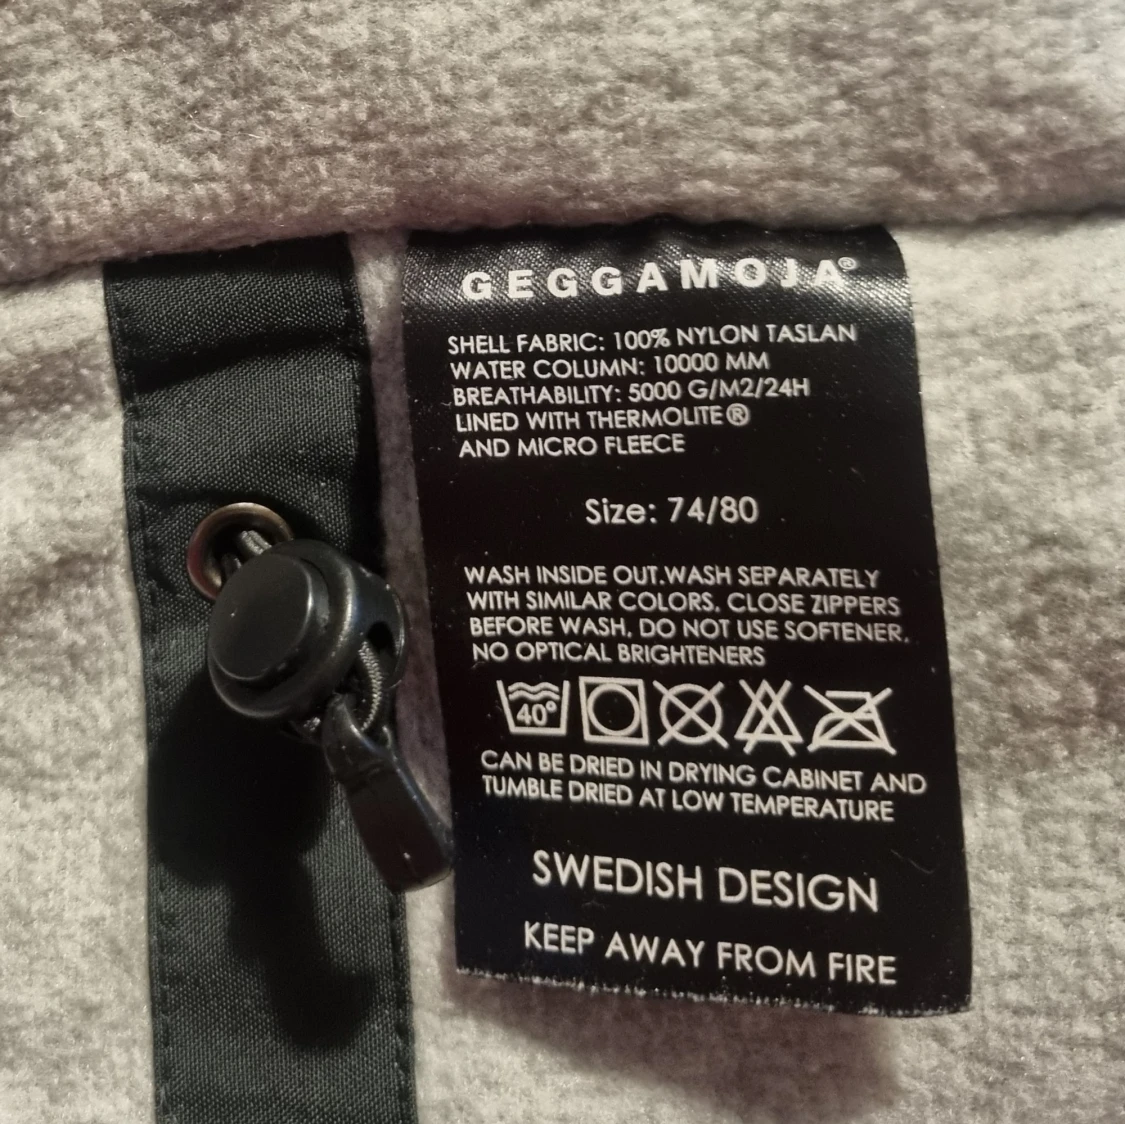 GEGGAMOJA®
SHELL FABRIC: 100% NYLON TASLAN
WATER COLUMN: 10000 MM
BREATHABILITY: 5000 G/M2/24H
LINED WITH THERMOLITE®
AND MICRO FLEECE
Size: 74/80
WASH INSIDE OUT.WASH SEPARATELY
WITH SIMILAR COLORS. CLOSE ZIPPERS
BEFORE WASH. DO NOT USE SOFTENER.
NO OPTICAL BRIGHTENERS
40°
CAN BE DRIED IN DRYING CABINET AND
TUMBLE DRIED AT LOW TEMPERATURE
SWEDISH DESIGN
KEEP AWAY FROM FIRE